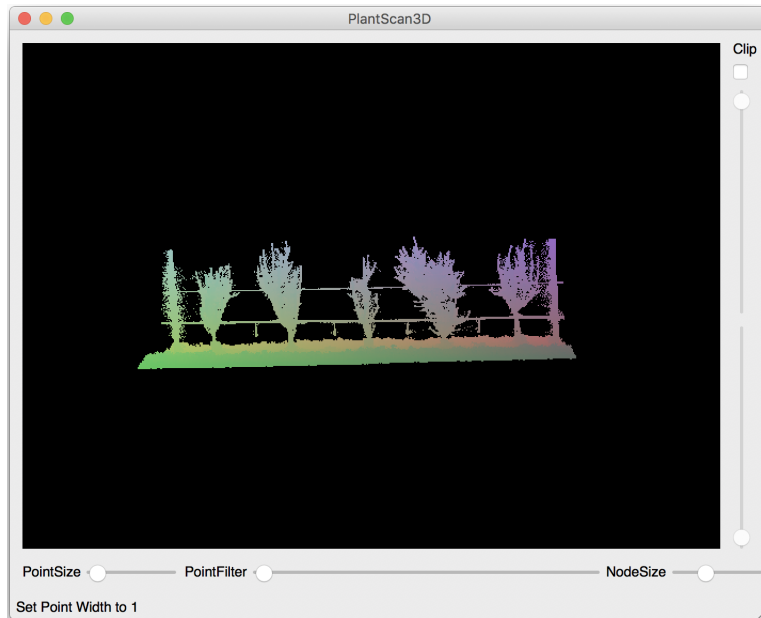 PlantScan3D
Clip
PointSize PointFilter NodeSize
Set Point Width to 1